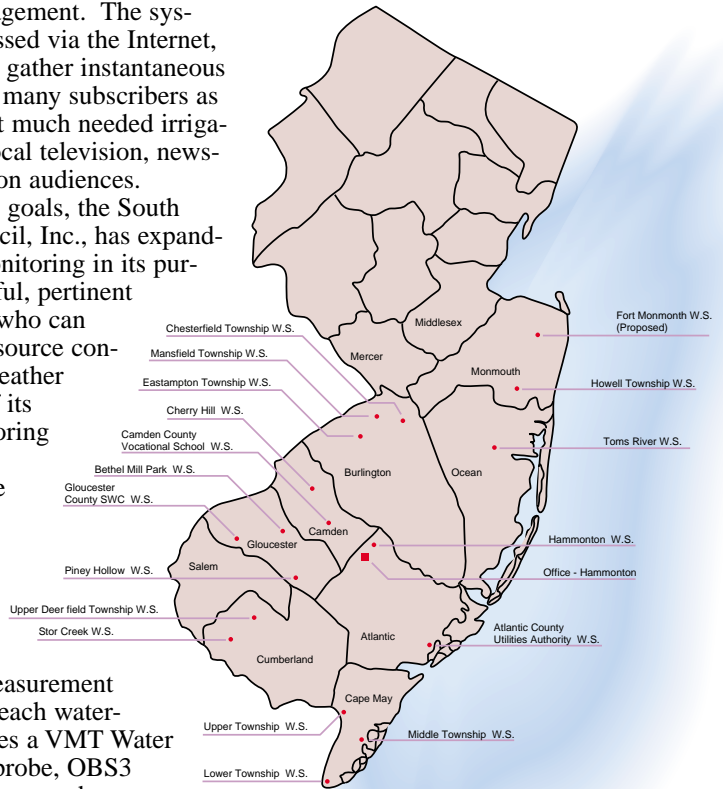 agement.  The sys-
ssed via the Internet,
gather instantaneous
many subscribers as
t much needed irriga-
ocal television, news-
on audiences.
goals, the South
cil, Inc., has expand-
onitoring in its pur-
ful, pertinent
who can
source con-
eather
f its
oring
e
easurement
each water-
es a VMT Water
probe, OBS3
Chesterfield Township W.S.
Mansfield Township W.S.
Eastampton Township W.S.
Cherry Hill W.S.
Camden County
Vocational School W.S.
Bethel Mill Park W.S.
Gloucester
County SWC W.S.
Piney Hollow W.S.
Upper Deer field Township W.S.
Stor Creek W.S.
Upper Township W.S.
Lower Township W.S.
Middlesex
Mercer
Monmouth
Burlington
Ocean
Camden
Gloucester
Salem
Atlantic
Cumberland
Cape May
Fort Monmonth W.S.
(Proposed)
Howell Township W.S.
Toms River W.S.
Hammonton W.S.
Office - Hammonton
Atlantic County
Utilities Authority W.S.
Middle Township W.S.